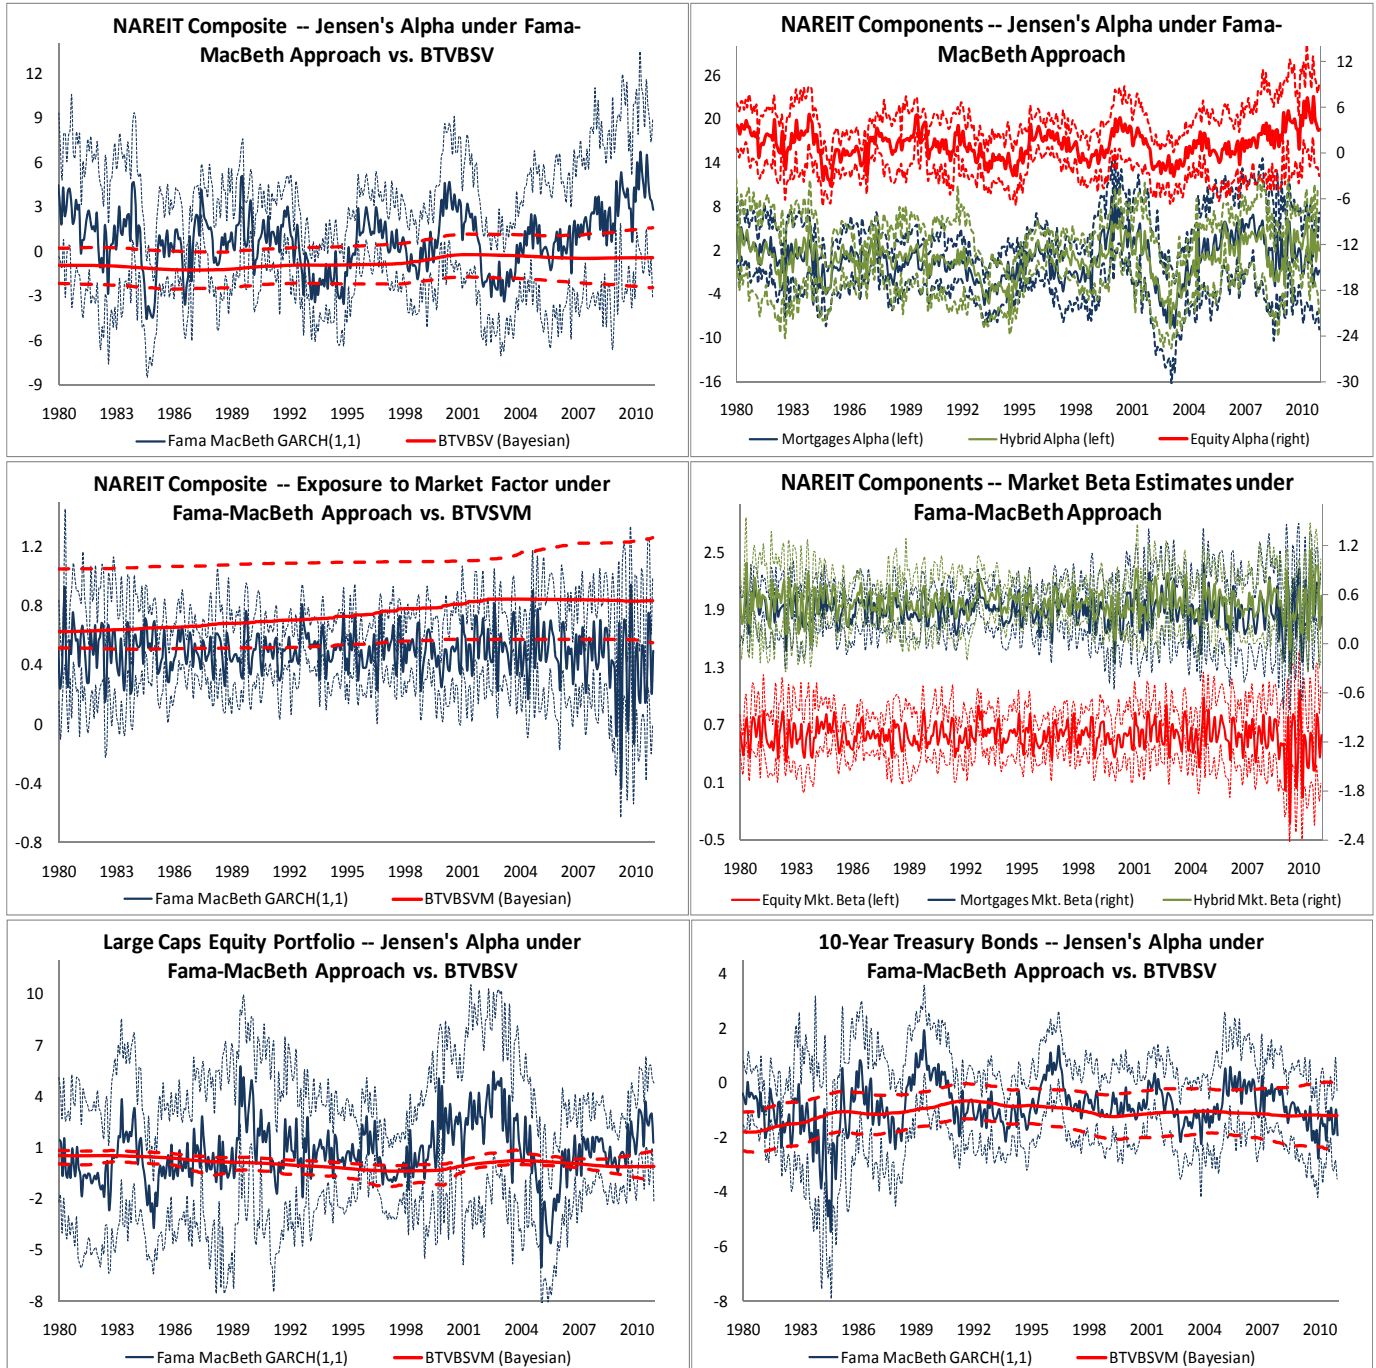 NAREIT Composite -- Jensen's Alpha under Fama-
MacBeth Approach vs. BTVBSV
12
9
6
3
0
-3
-6
-9
1980 1983 1986 1989 1992 1995 1998 2001 2004 2007 2010
Fama MacBeth GARCH(1,1) BTVBSV (Bayesian)
NAREIT Components -- Jensen's Alpha under Fama-
MacBeth Approach
26
20
14
8
2
-4
-10
-16
12
6
0
-6
-12
-18
-24
-30
1980 1983 1986 1989 1992 1995 1998 2001 2004 2007 2010
Mortgages Alpha (left) Hybrid Alpha (left) Equity Alpha (right)
NAREIT Composite -- Exposure to Market Factor under
Fama-MacBeth Approach vs. BTVSVM
1.2
0.8
0.4
0
-0.4
-0.8
1980 1983 1986 1989 1992 1995 1998 2001 2004 2007 2010
Fama MacBeth GARCH(1,1) BTVBSVM (Bayesian)
NAREIT Components -- Market Beta Estimates under
Fama-MacBeth Approach
2.5
1.9
1.3
0.7
0.1
-0.5
1.2
0.6
0.0
-0.6
-1.2
-1.8
-2.4
1980 1983 1986 1989 1992 1995 1998 2001 2004 2007 2010
Equity Mkt. Beta (left) Mortgages Mkt. Beta (right) Hybrid Mkt. Beta (right)
Large Caps Equity Portfolio -- Jensen's Alpha under
Fama-MacBeth Approach vs. BTVBSV
10
7
4
1
-2
-5
-8
1980 1983 1986 1989 1992 1995 1998 2001 2004 2007 2010
Fama MacBeth GARCH(1,1) BTVBSV (Bayesian)
10-Year Treasury Bonds -- Jensen's Alpha under
Fama-MacBeth Approach vs. BTVBSV
4
2
0
-2
-4
-6
-8
1980 1983 1986 1989 1992 1995 1998 2001 2004 2007 2010
Fama MacBeth GARCH(1,1) BTVBSVM (Bayesian)